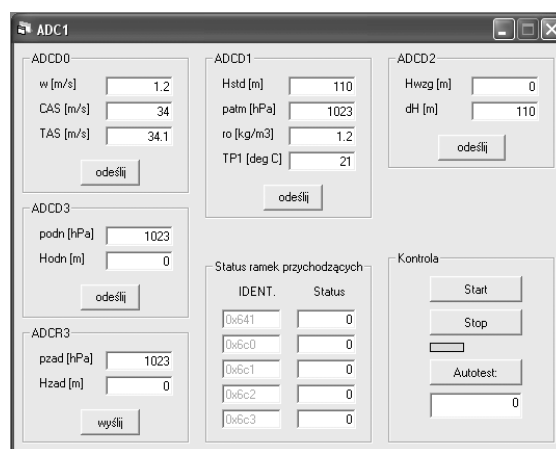 ADC1
ADCD0
w [m/s] 1.2
CAS [m/s] 34
TAS [m/s] 34.1
odeślij
ADCD1
Hstd [m] 110
patm [hPa] 1023
ro [kg/m3] 1.2
TP1 [deg C] 21
odeślij
ADCD2
Hwzg [m] 0
dH [m] 110
odeślij
ADCD3
podn [hPa] 1023
Hodn [m] 0
odeślij
ADCR3
pzad [hPa] 1023
Hzad [m] 0
wyślij
Status ramek przychodzących
IDENT. Status
0x641 0
0x6c0 0
0x6c1 0
0x6c2 0
0x6c3 0
Kontrola
Start
Stop
Autotest:
0